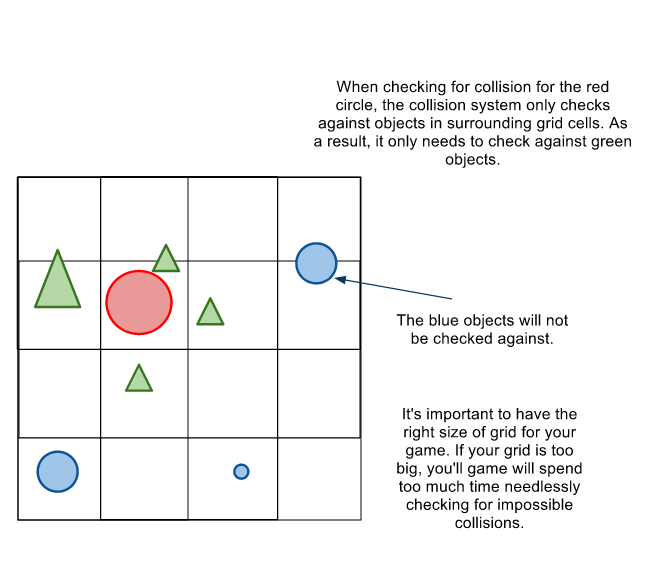 When checking for collision for the red
circle, the collision system only checks
against objects in surrounding grid cells. As
a result, it only needs to check against green
objects.
The blue objects will not
be checked against.
It's important to have the
right size of grid for your
game. If your grid is too
big, you'll game will spend
too much time needlessly
checking for impossible
collisions.